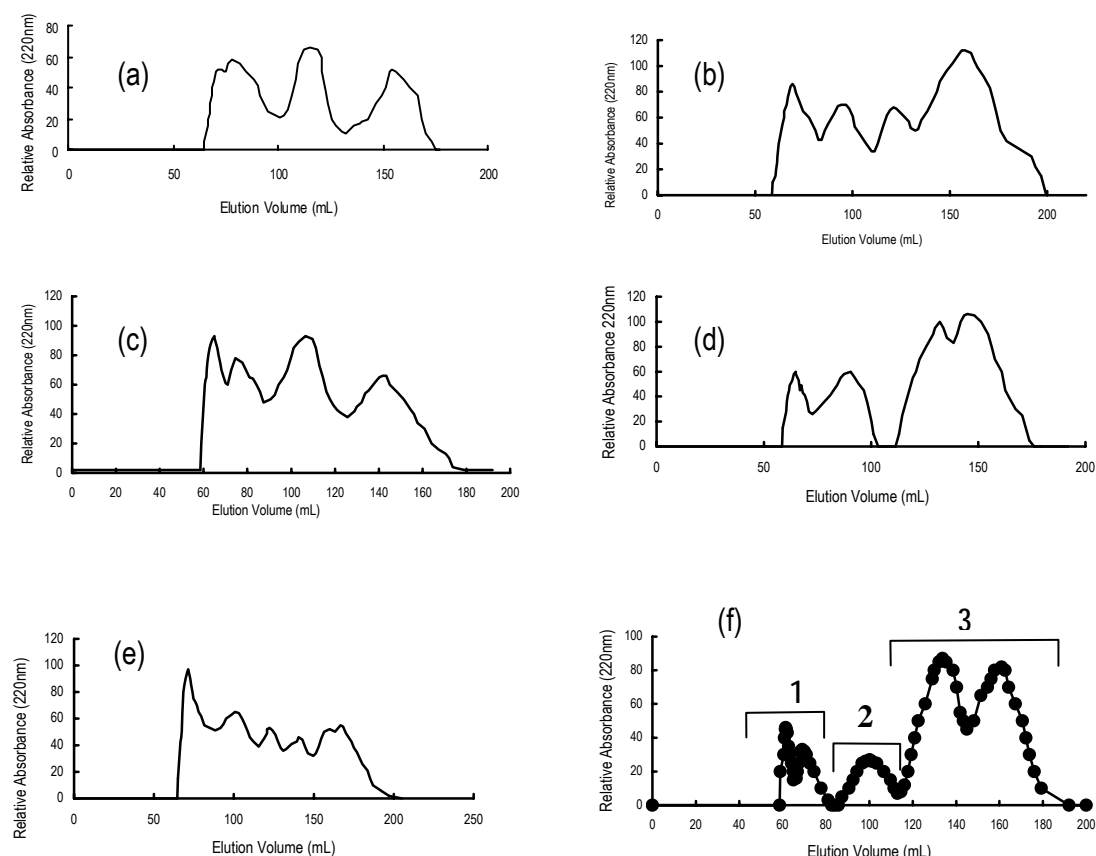 (a)
Relative Absorbance (220nm)
80
60
40
20
0
0 50 100 150 200
Elution Volume (mL)
(b)
Relative Absorbance (220nm)
120
100
80
60
40
20
0
0 50 100 150 200
Elution Volume (mL)
(c)
Relative Absorbance (220nm)
120
100
80
60
40
20
0
0 20 40 60 80 100 120 140 160 180 200
Elution Volume (mL)
(d)
Relative Absorbance 220nm
120
100
80
60
40
20
0
0 50 100 150 200
Elution Volume (mL)
(e)
Relative Absorbance (220nm)
120
100
80
60
40
20
0
0 50 100 150 200 250
Elution Volume (mL)
(f)
1
2
3
Relative Absorbance (220nm)
100
80
60
40
20
0
0 20 40 60 80 100 120 140 160 180 200
Elution Volume (mL)